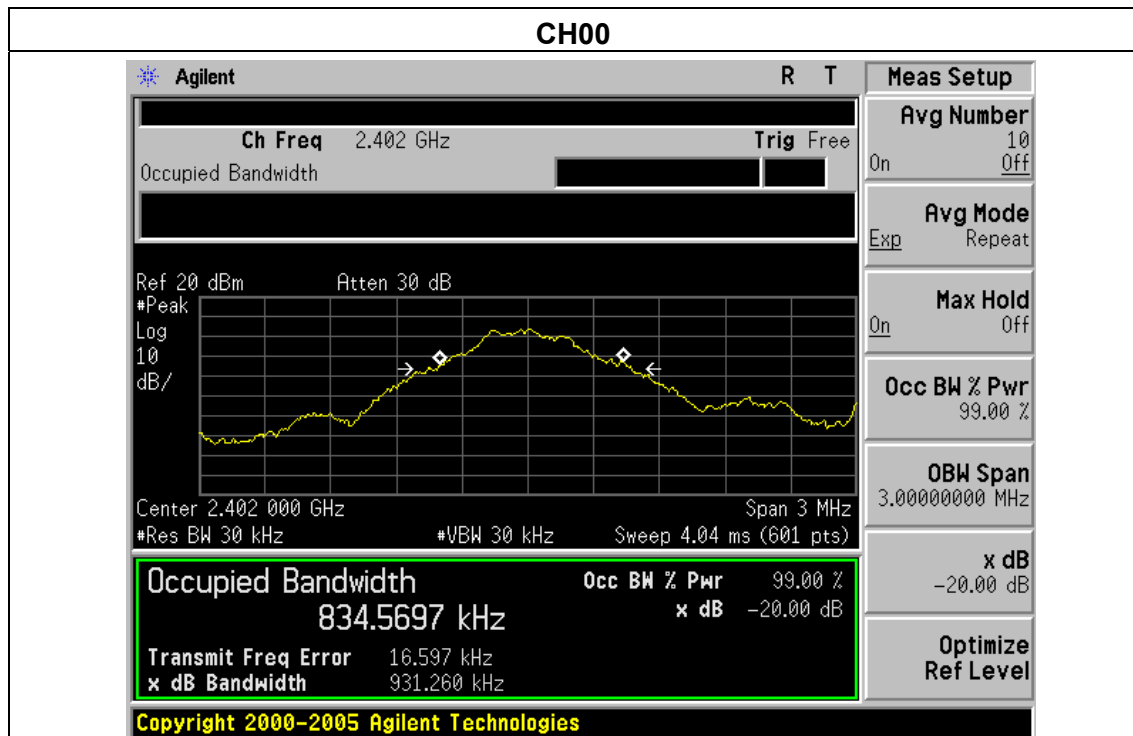 CH00
Agilent R T
Ch Freq 2.402 GHz Trig Free
Occupied Bandwidth
Ref 20 dBm Atten 30 dB
#Peak
Log
10
dB/
Center 2.402 000 GHz Span 3 MHz
#Res BW 30 kHz #VBW 30 kHz Sweep 4.04 ms (601 pts)
Occupied Bandwidth Occ BW % Pwr 99.00 %
834.5697 kHz x dB -20.00 dB
Transmit Freq Error 16.597 kHz
x dB Bandwidth 931.260 kHz
Copyright 2000-2005 Agilent Technologies
Meas Setup
Avg Number
10
On Off
Avg Mode
Exp Repeat
Max Hold
On Off
Occ BW % Pwr
99.00 %
OBW Span
3.00000000 MHz
x dB
-20.00 dB
Optimize
Ref Level